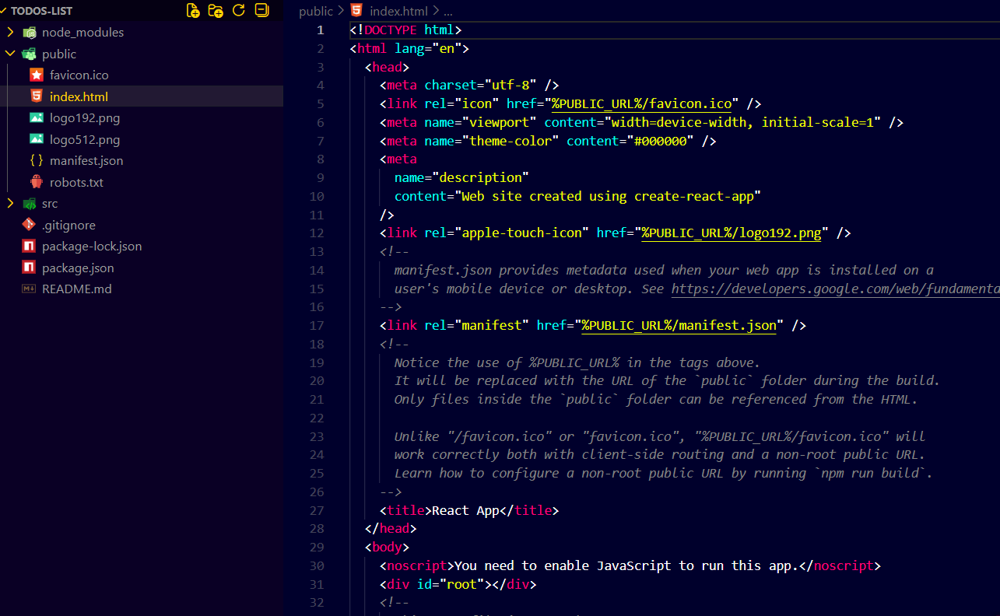 TODOS-LIST
node_modules
public
favicon.ico
index.html
logo192.png
logo512.png
manifest.json
robots.txt
src
.gitignore
package-lock.json
package.json
README.md
public > index.html > ...
1 <!DOCTYPE html>
2 <html lang="en">
3 <head>
4 <meta charset="utf-8" />
5 <link rel="icon" href="%PUBLIC_URL%/favicon.ico" />
6 <meta name="viewport" content="width=device-width, initial-scale=1" />
7 <meta name="theme-color" content="#000000" />
8 <meta
9 name="description"
10 content="Web site created using create-react-app"
11 />
12 <link rel="apple-touch-icon" href="%PUBLIC_URL%/logo192.png" />
13 <!--
14 manifest.json provides metadata used when your web app is installed on a
15 user's mobile device or desktop. See https://developers.google.com/web/fundamenta
16 -->
17 <link rel="manifest" href="%PUBLIC_URL%/manifest.json" />
18 <!--
19 Notice the use of %PUBLIC_URL% in the tags above.
20 It will be replaced with the URL of the `public` folder during the build.
21 Only files inside the `public` folder can be referenced from the HTML.
22
23 Unlike "/favicon.ico" or "favicon.ico", "%PUBLIC_URL%/favicon.ico" will
24 work correctly both with client-side routing and a non-root public URL.
25 Learn how to configure a non-root public URL by running `npm run build`.
26 -->
27 <title>React App</title>
28 </head>
29 <body>
30 <noscript>You need to enable JavaScript to run this app.</noscript>
31 <div id="root"></div>
32 <!--